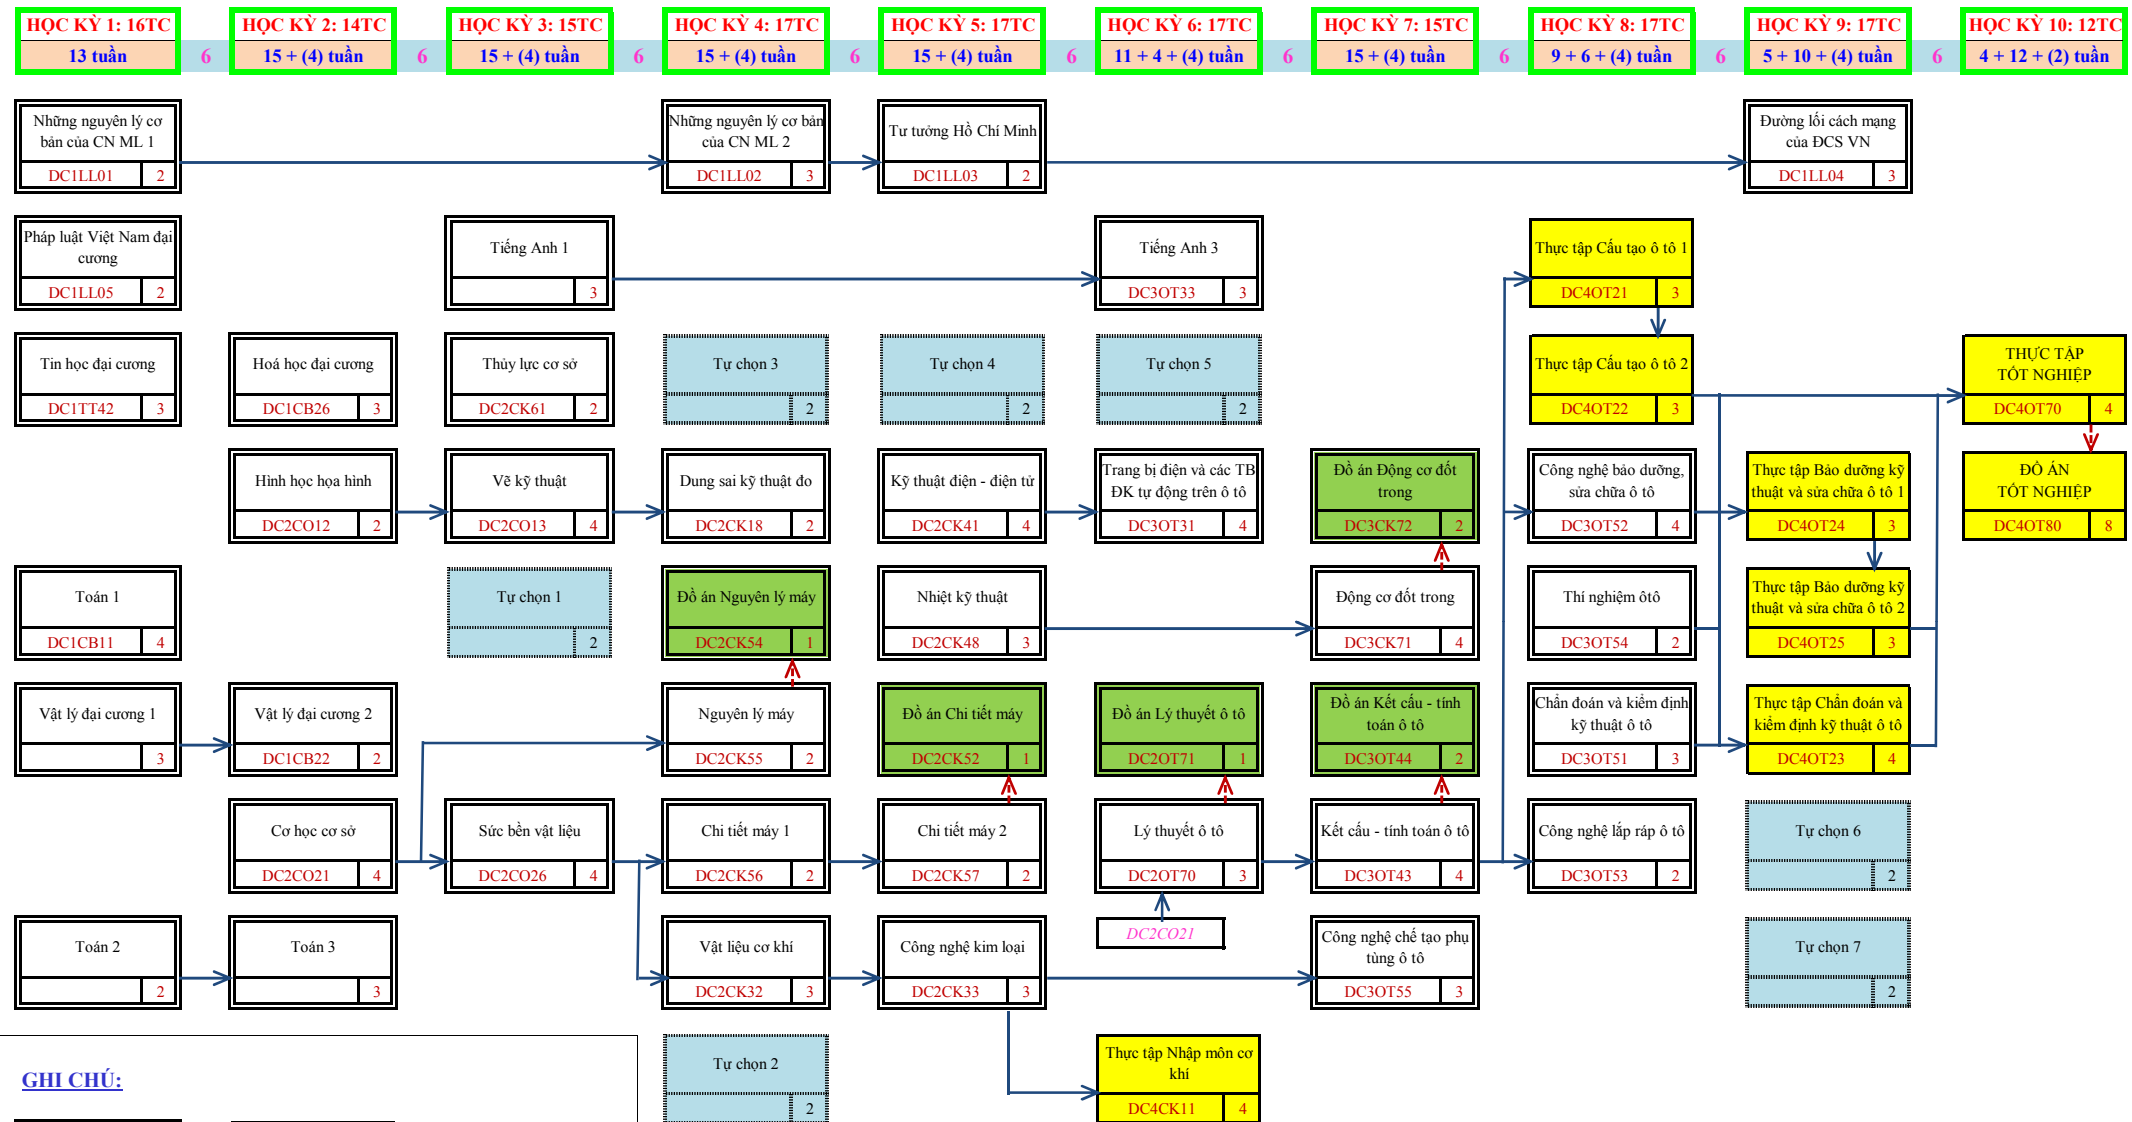 HỌC KỲ 1: 16TC
HỌC KỲ 2: 14TC
HỌC KỲ 3: 15TC
HỌC KỲ 4: 17TC
HỌC KỲ 5: 17TC
HỌC KỲ 6: 17TC
HỌC KỲ 7: 15TC
HỌC KỲ 8: 17TC
HỌC KỲ 9: 17TC
HỌC KỲ 10: 12TC
13 tuần
6
15 + (4) tuần
6
15 + (4) tuần
6
15 + (4) tuần
6
15 + (4) tuần
6
11 + 4 + (4) tuần
6
15 + (4) tuần
6
9 + 6 + (4) tuần
6
5 + 10 + (4) tuần
6
4 + 12 + (2) tuần
Những nguyên lý cơ
bản của CN ML 1
DC1LL01 2
Những nguyên lý cơ bản
của CN ML 2
DC1LL02 3
Tư tưởng Hồ Chí Minh
DC1LL03 2
Đường lối cách mạng
của ĐCS VN
DC1LL04 3
Pháp luật Việt Nam đại
cương
DC1LL05 2
Tiếng Anh 1
3
Tiếng Anh 3
DC3OT33 3
Thực tập Cấu tạo ô tô 1
DC4OT21 3
Tin học đại cương
DC1TT42 3
Hoá học đại cương
DC1CB26 3
Thủy lực cơ sở
DC2CK61 2
Tự chọn 3
2
Tự chọn 4
2
Tự chọn 5
2
Thực tập Cấu tạo ô tô 2
DC4OT22 3
THỰC TẬP
TỐT NGHIỆP
DC4OT70 4
Hình học họa hình
DC2CO12 2
Vẽ kỹ thuật
DC2CO13 4
Dung sai kỹ thuật đo
DC2CK18 2
Kỹ thuật điện - điện tử
DC2CK41 4
Trang bị điện và các TB
ĐK tự động trên ô tô
DC3OT31 4
Đồ án Động cơ đốt
trong
DC3CK72 2
Công nghệ bảo dưỡng,
sửa chữa ô tô
DC3OT52 4
Thực tập Bảo dưỡng kỹ
thuật và sửa chữa ô tô 1
DC4OT24 3
ĐỒ ÁN
TỐT NGHIỆP
DC4OT80 8
Toán 1
DC1CB11 4
Tự chọn 1
2
Đồ án Nguyên lý máy
DC2CK54 1
Nhiệt kỹ thuật
DC2CK48 3
Động cơ đốt trong
DC3CK71 4
Thí nghiệm ôtô
DC3OT54 2
Thực tập Bảo dưỡng kỹ
thuật và sửa chữa ô tô 2
DC4OT25 3
Vật lý đại cương 1
3
Vật lý đại cương 2
DC1CB22 2
Nguyên lý máy
DC2CK55 2
Đồ án Chi tiết máy
DC2CK52 1
Đồ án Lý thuyết ô tô
DC2OT71 1
Đồ án Kết cấu - tính
toán ô tô
DC3OT44 2
Chẩn đoán và kiểm định
kỹ thuật ô tô
DC3OT51 3
Thực tập Chẩn đoán và
kiểm định kỹ thuật ô tô
DC4OT23 4
Cơ học cơ sở
DC2CO21 4
Sức bền vật liệu
DC2CO26 4
Chi tiết máy 1
DC2CK56 2
Chi tiết máy 2
DC2CK57 2
Lý thuyết ô tô
DC2OT70 3
Kết cấu - tính toán ô tô
DC3OT43 4
Công nghệ lắp ráp ô tô
DC3OT53 2
Tự chọn 6
2
Toán 2
2
Toán 3
3
Vật liệu cơ khí
DC2CK32 3
Công nghệ kim loại
DC2CK33 3
DC2CO21
Công nghệ chế tạo phụ
tùng ô tô
DC3OT55 3
Tự chọn 7
2
GHI CHÚ:
Tự chọn 2
2
Thực tập Nhập môn cơ
khí
DC4CK11 4